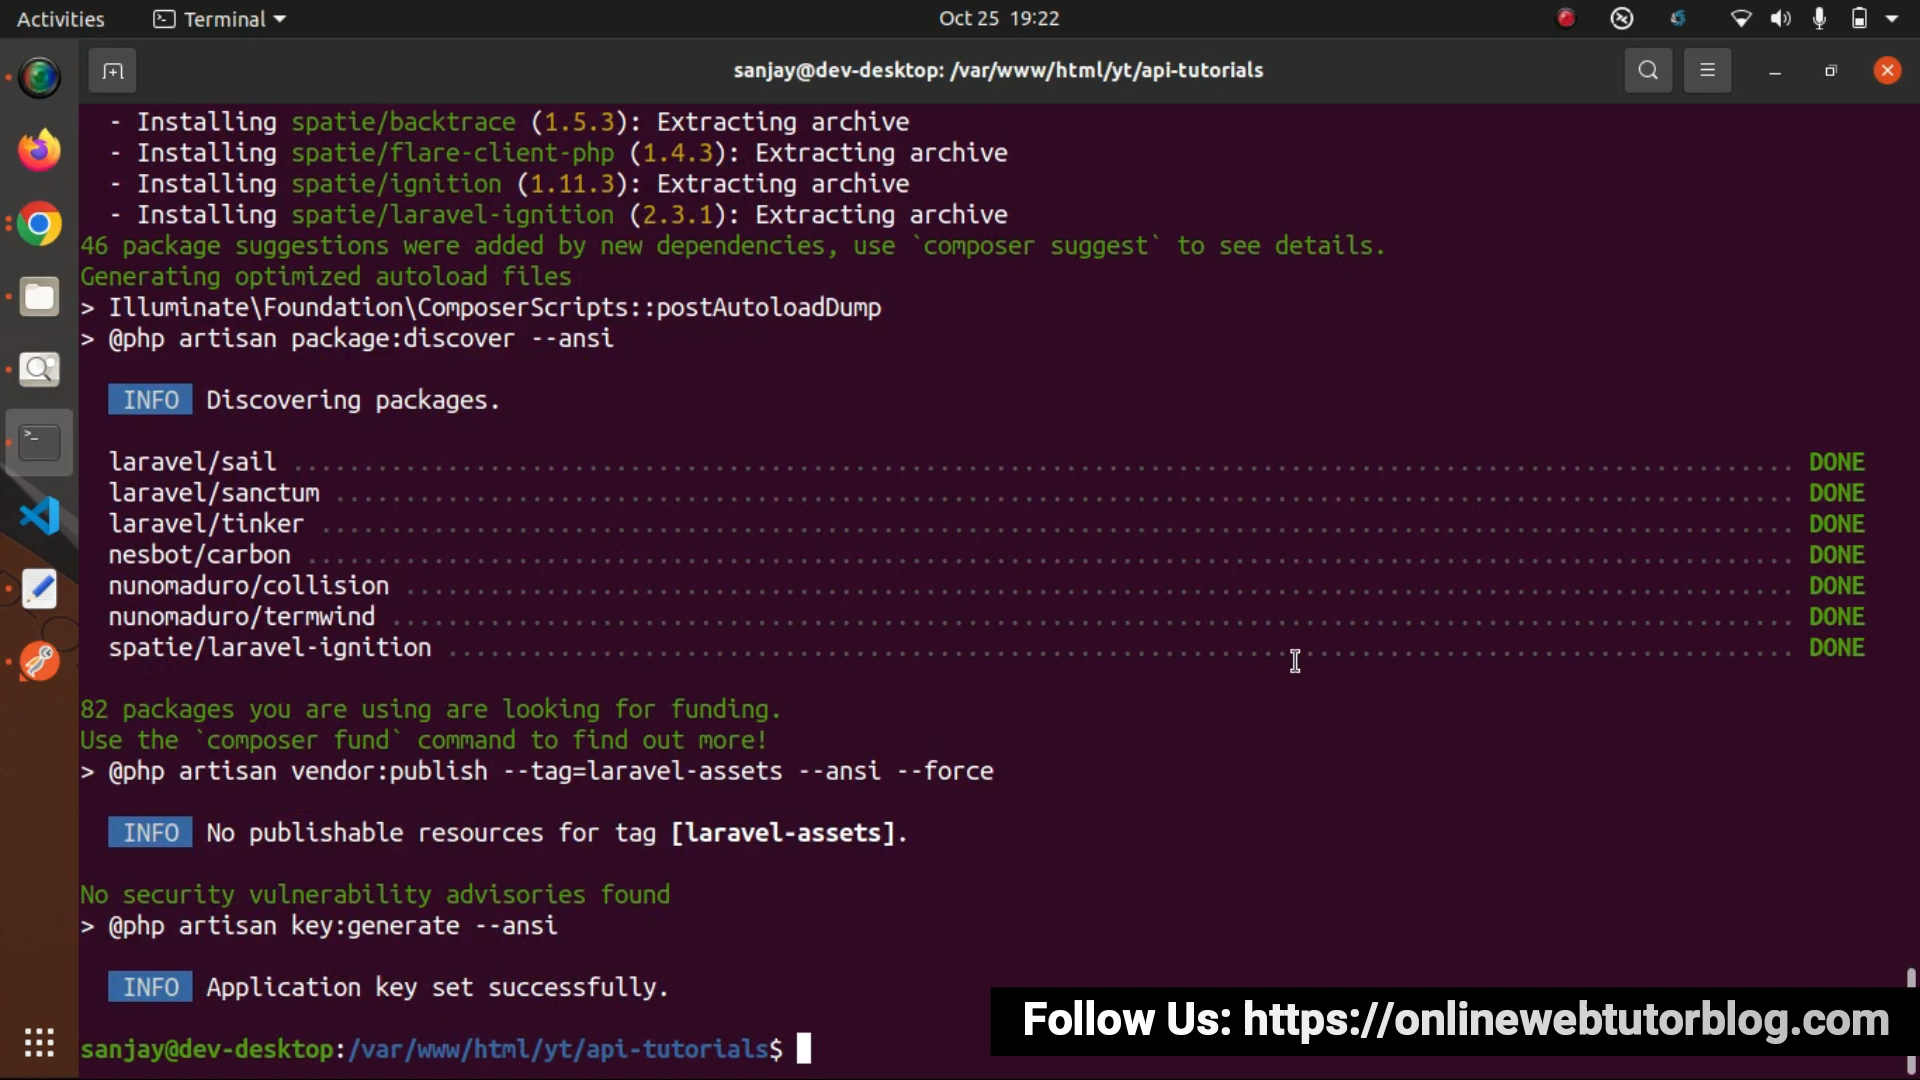 Activities
Terminal
Oct 25 19:22
sanjay@dev-desktop: /var/www/html/yt/api-tutorials
- Installing spatie/backtrace (1.5.3): Extracting archive
- Installing spatie/flare-client-php (1.4.3): Extracting archive
- Installing spatie/ignition (1.11.3): Extracting archive
- Installing spatie/laravel-ignition (2.3.1): Extracting archive
46 package suggestions were added by new dependencies, use `composer suggest` to see details.
Generating optimized autoload files
> Illuminate\Foundation\ComposerScripts::postAutoloadDump
> @php artisan package:discover --ansi
INFO Discovering packages.
laravel/sail DONE
laravel/sanctum DONE
laravel/tinker DONE
nesbot/carbon DONE
nunomaduro/collision DONE
nunomaduro/termwind DONE
spatie/laravel-ignition DONE
82 packages you are using are looking for funding.
Use the `composer fund` command to find out more!
> @php artisan vendor:publish --tag=laravel-assets --ansi --force
INFO No publishable resources for tag [laravel-assets].
No security vulnerability advisories found
> @php artisan key:generate --ansi
INFO Application key set successfully.
Follow Us: https://onlinewebtutorblog.com
sanjay@dev-desktop:/var/www/html/yt/api-tutorials$